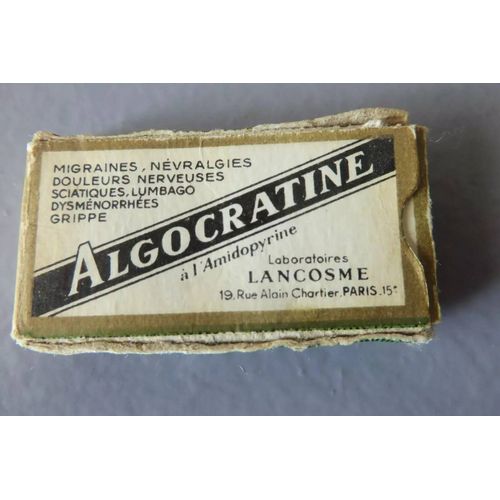 MIGRAINES, NÉVRALGIES
DOULEURS NERVEUSES
SCIATIQUES, LUMBAGO
DYSMÉNORRHÉES
GRIPPE
ALGOCRATINE
à l'Amidopyrine
Laboratoires
LANCOSME
19, Rue Alain Chartier, PARIS, 15e